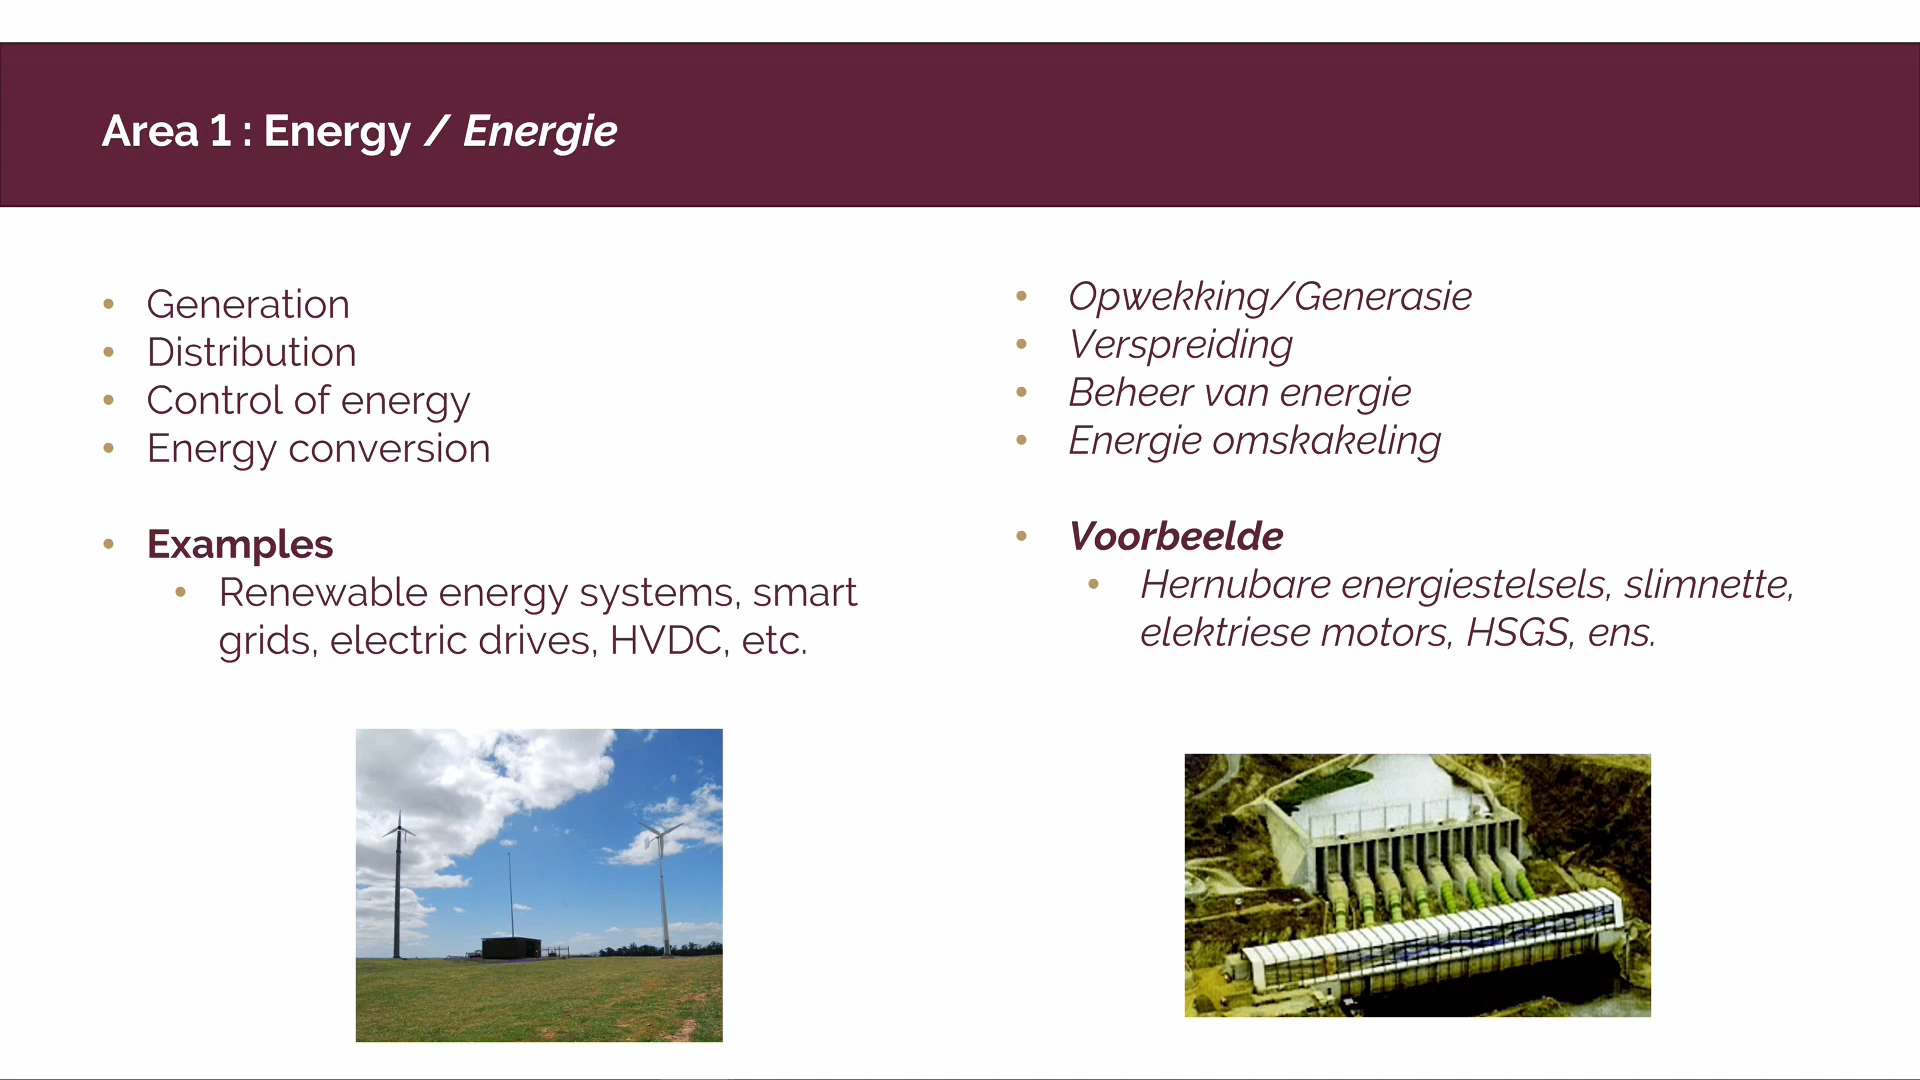 Area 1 : Energy / Energie
• Generation
• Distribution
• Control of energy
• Energy conversion
• Examples
• Renewable energy systems, smart
grids, electric drives, HVDC, etc.
• Opwekking/Generasie
• Verspreiding
• Beheer van energie
• Energie omskakeling
• Voorbeelde
• Hernubare energiestelsels, slimnette,
elektriese motors, HSGS, ens.